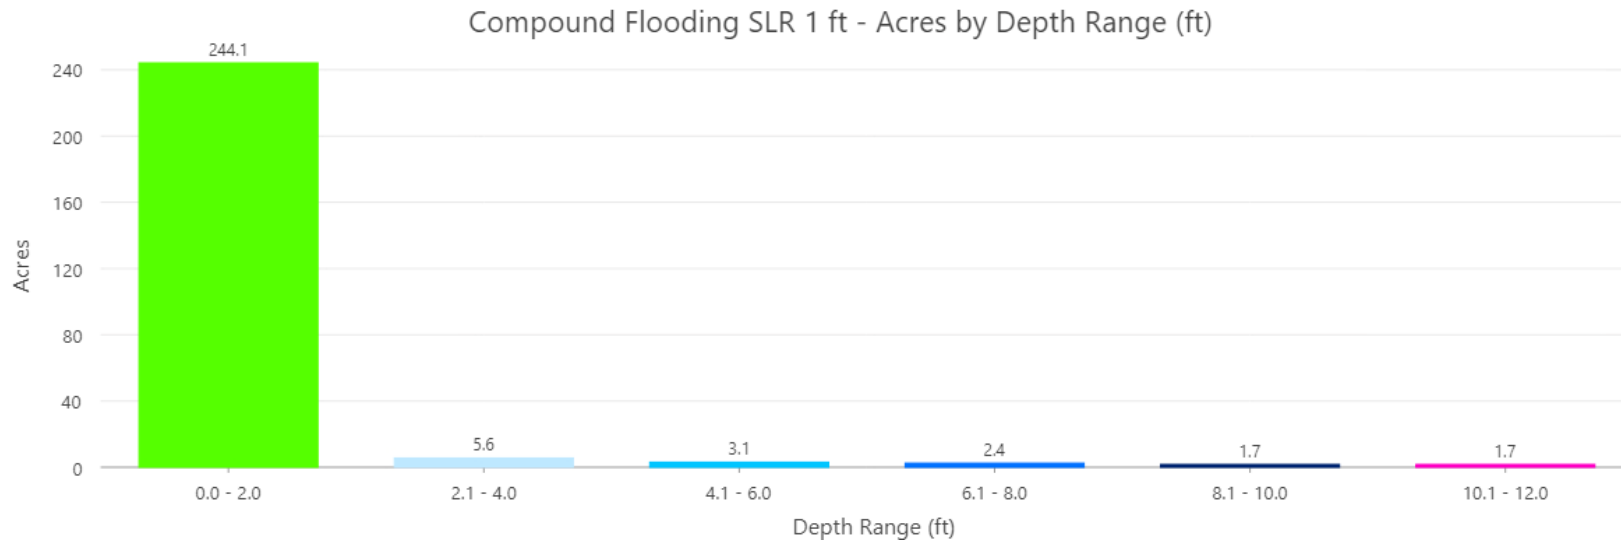 Compound Flooding SLR 1 ft - Acres by Depth Range (ft)
244.1
240
200
160
120
80
40
0
Acres
5.6
3.1
2.4
1.7
1.7
0.0 - 2.0
2.1 - 4.0
4.1 - 6.0
6.1 - 8.0
8.1 - 10.0
10.1 - 12.0
Depth Range (ft)